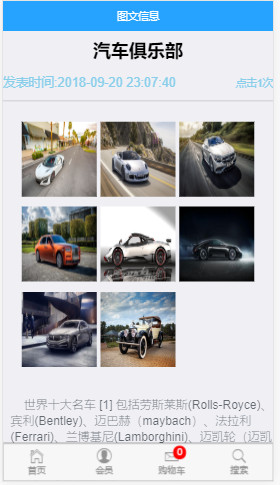 图文信息
汽车俱乐部
发表时间:2018-09-20 23:07:40
点击1次
世界十大名车 [1] 包括劳斯莱斯(Rolls-Royce)、
宾利(Bentley)、迈巴赫（maybach）、法拉利
(Ferrari)、兰博基尼(Lamborghini)、迈凯轮（迈凯
首页
会员
0
购物车
搜索